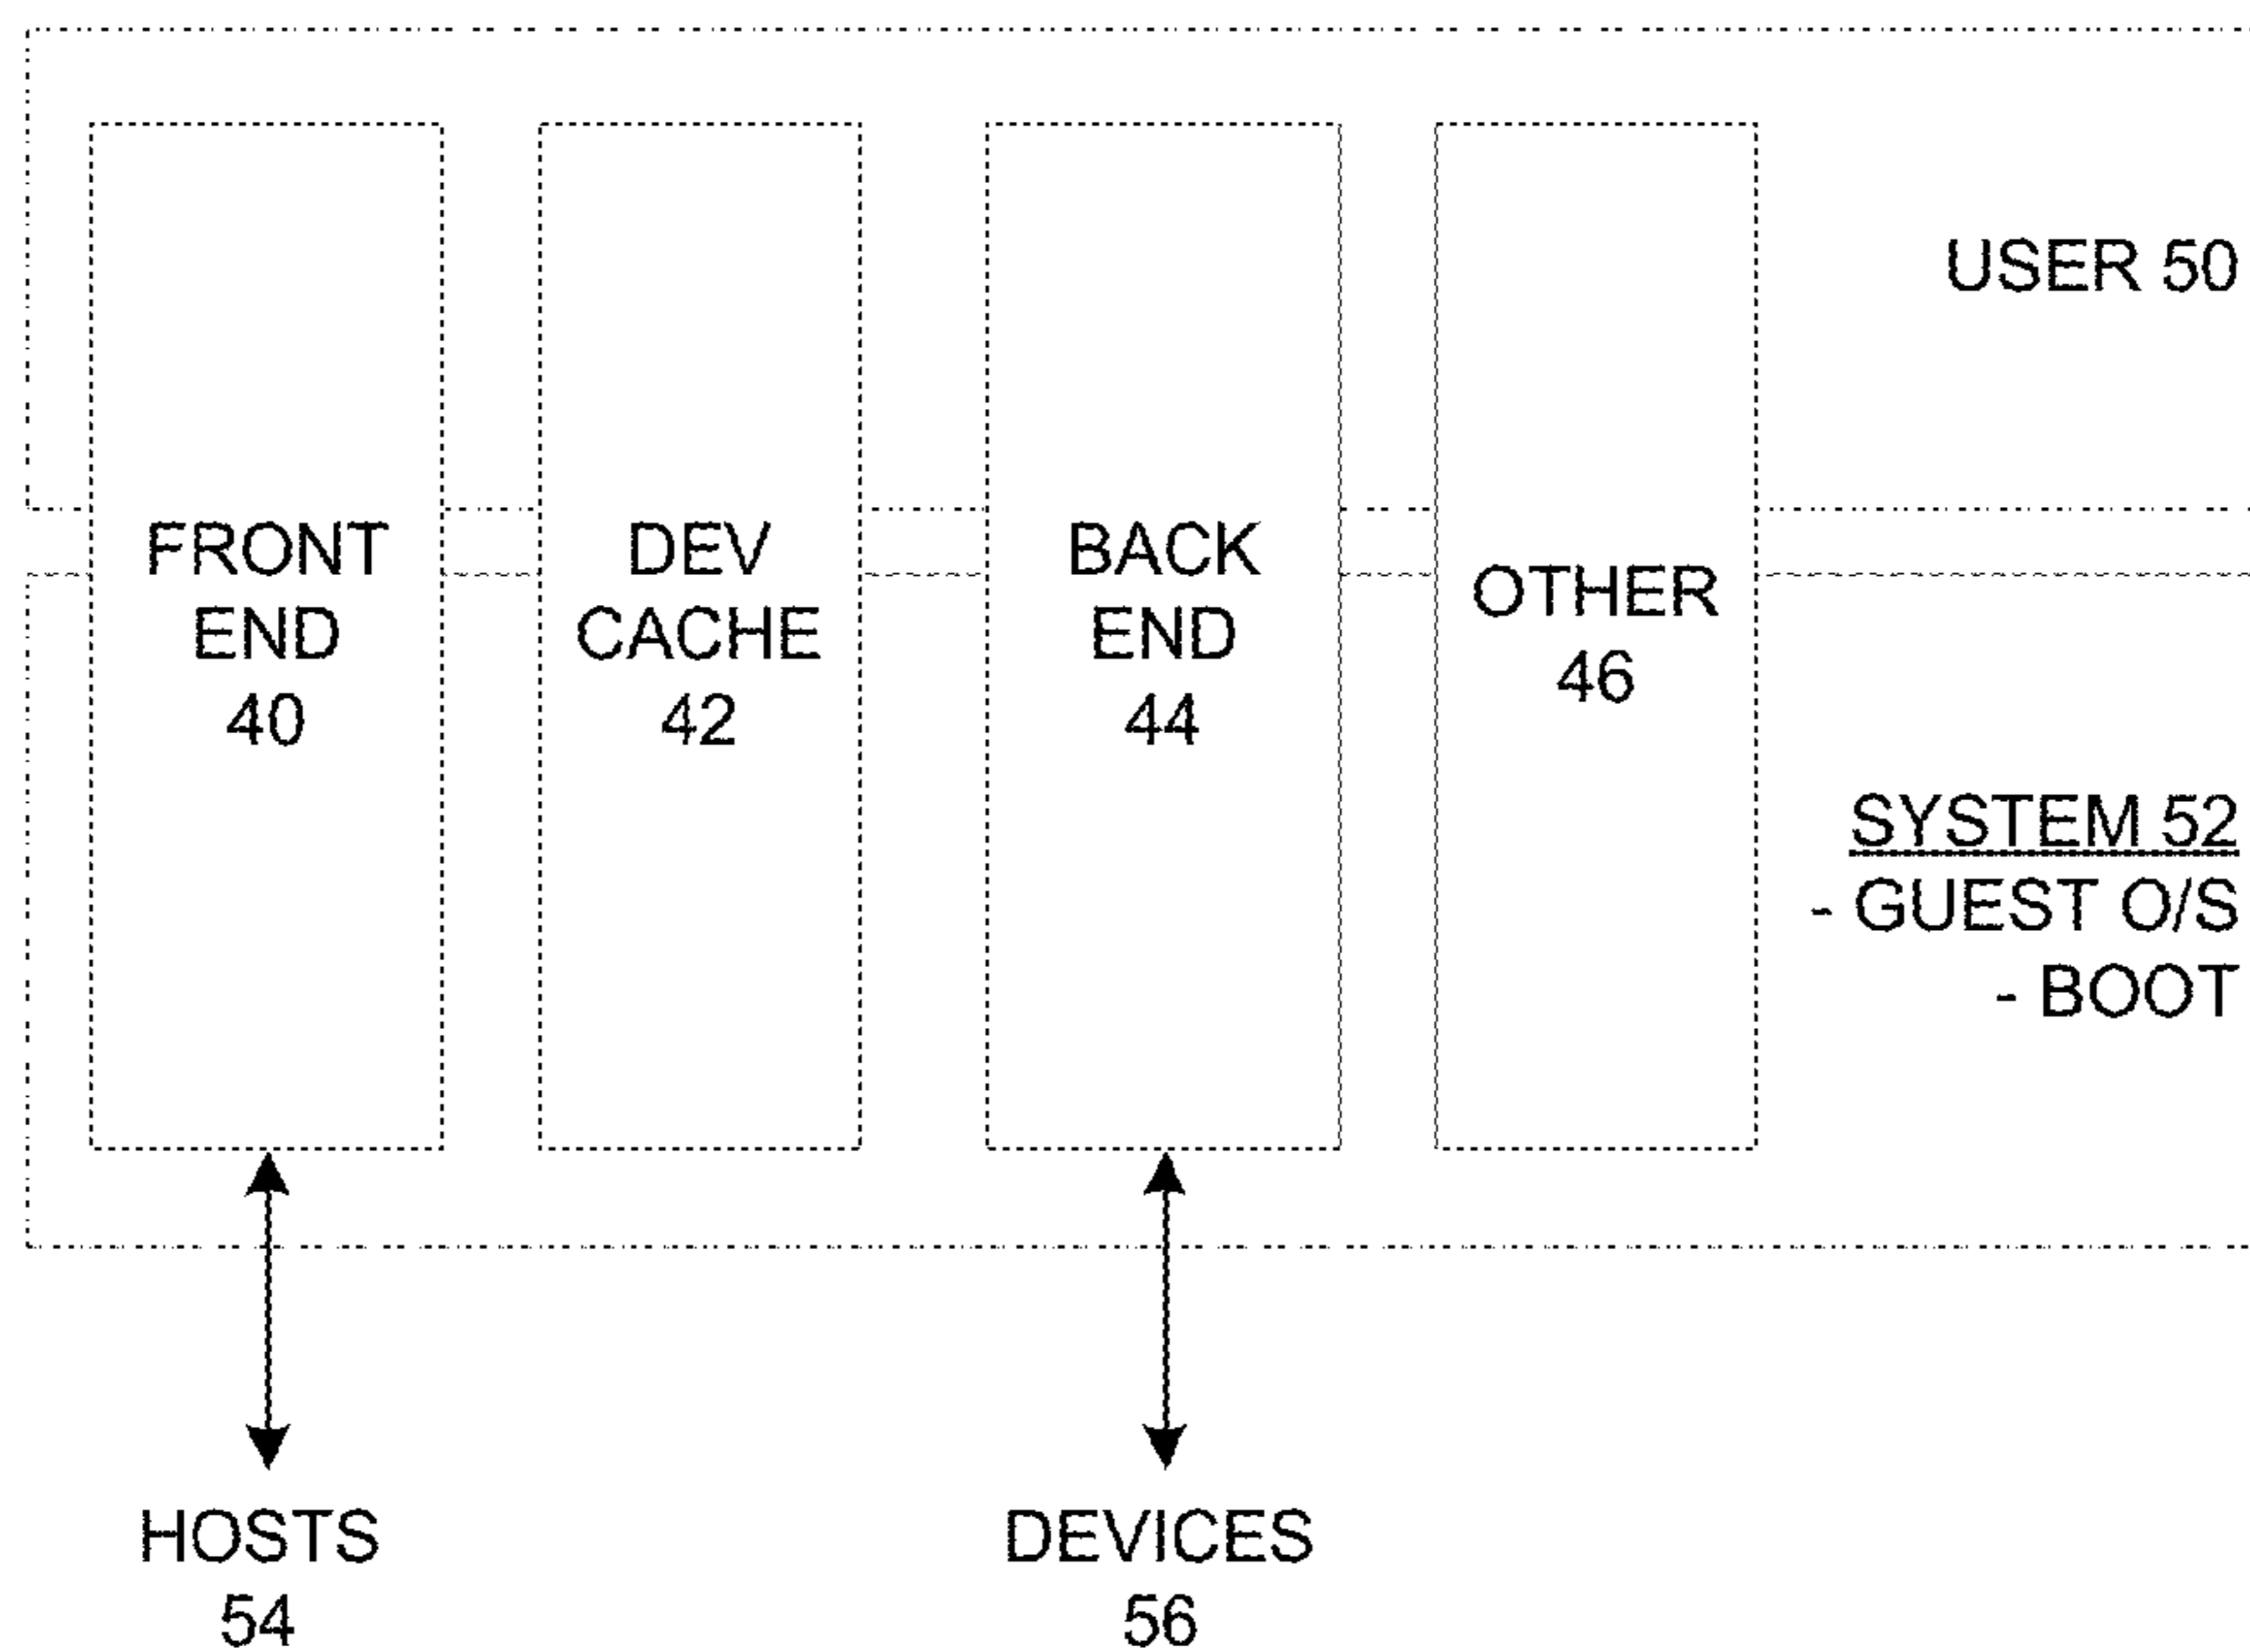 USER 50
FRONT
END
40
DEV
CACHE
42
BACK
END
44
OTHER
46
SYSTEM 52
- GUEST O/S
- BOOT
HOSTS
54
DEVICES
56